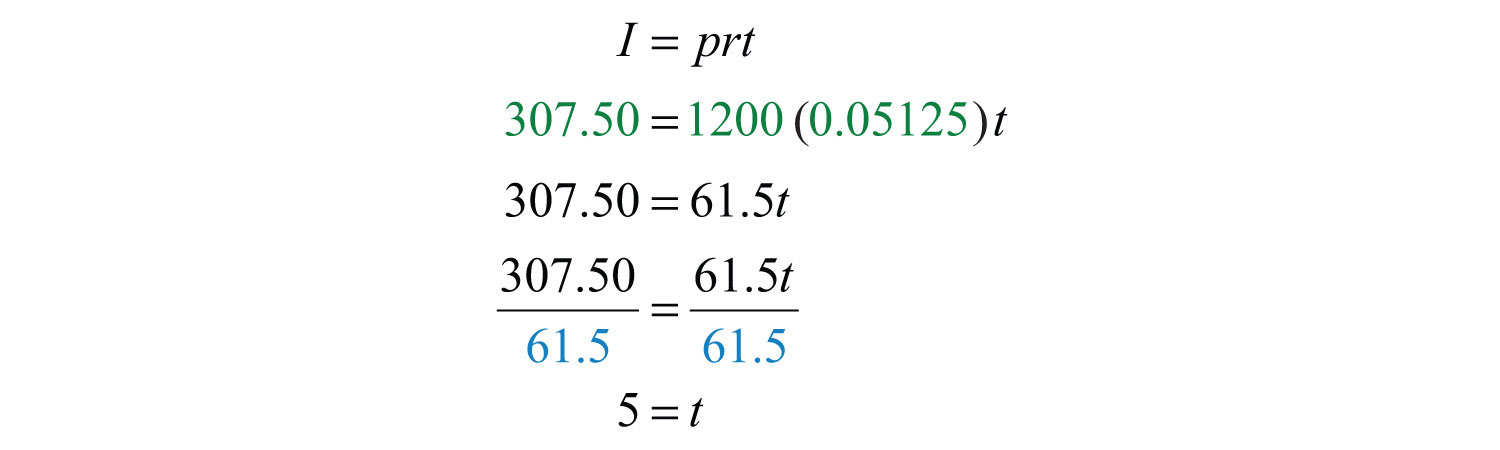 I = prt
307.50 = 1200 (0.05125) t
307.50 = 61.5t
307.50 / 61.5 = 61.5t / 61.5
5 = t